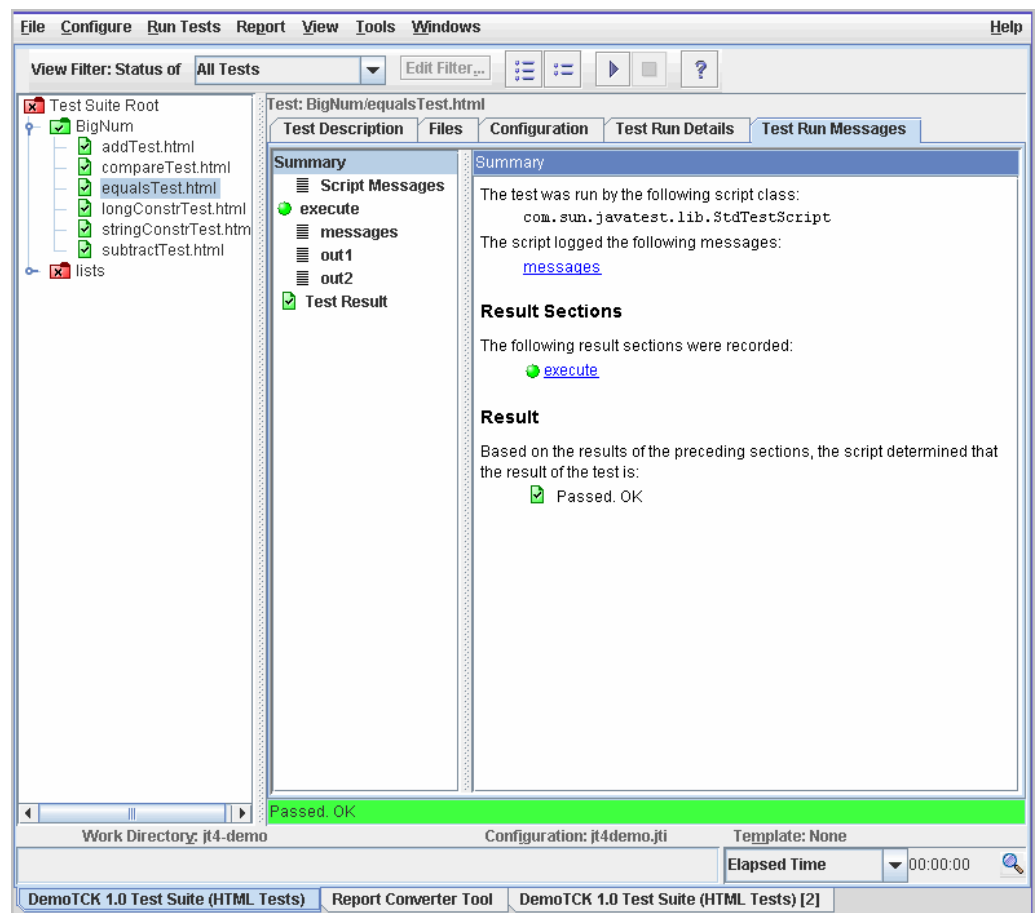 File Configure Run Tests Report View Tools Windows Help
View Filter: Status of All Tests Edit Filter... ?
Test Suite Root
BigNum
addTest.html
compareTest.html
equalsTest.html
longConstrTest.html
stringConstrTest.htm
subtractTest.html
lists
Test: BigNum/equalsTest.html
Test Description Files Configuration Test Run Details Test Run Messages
Summary
Script Messages
execute
messages
out1
out2
Test Result
Summary
The test was run by the following script class:
com.sun.javatest.lib.StdTestScript
The script logged the following messages:
messages
Result Sections
The following result sections were recorded:
execute
Result
Based on the results of the preceding sections, the script determined that
the result of the test is:
Passed. OK
Passed. OK
Work Directory: jt4-demo Configuration: jt4demo.jti Template: None
Elapsed Time 00:00:00
DemoTCK 1.0 Test Suite (HTML Tests) Report Converter Tool DemoTCK 1.0 Test Suite (HTML Tests) [2]